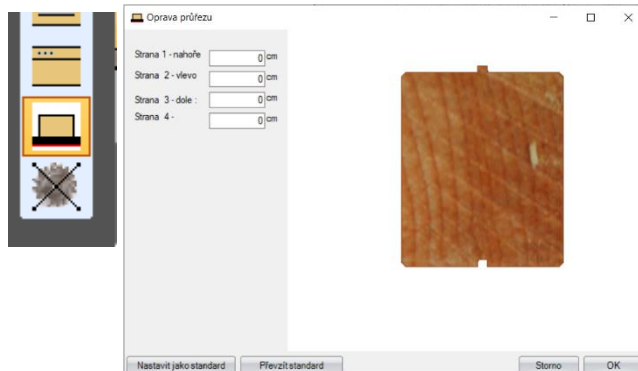 Oprava průřezu
Strana 1 - nahoře 0 cm
Strana 2 - vlevo 0 cm
Strana 3 - dole : 0 cm
Strana 4 - 0 cm
Nastavit jako standard Převzít standard Storno OK